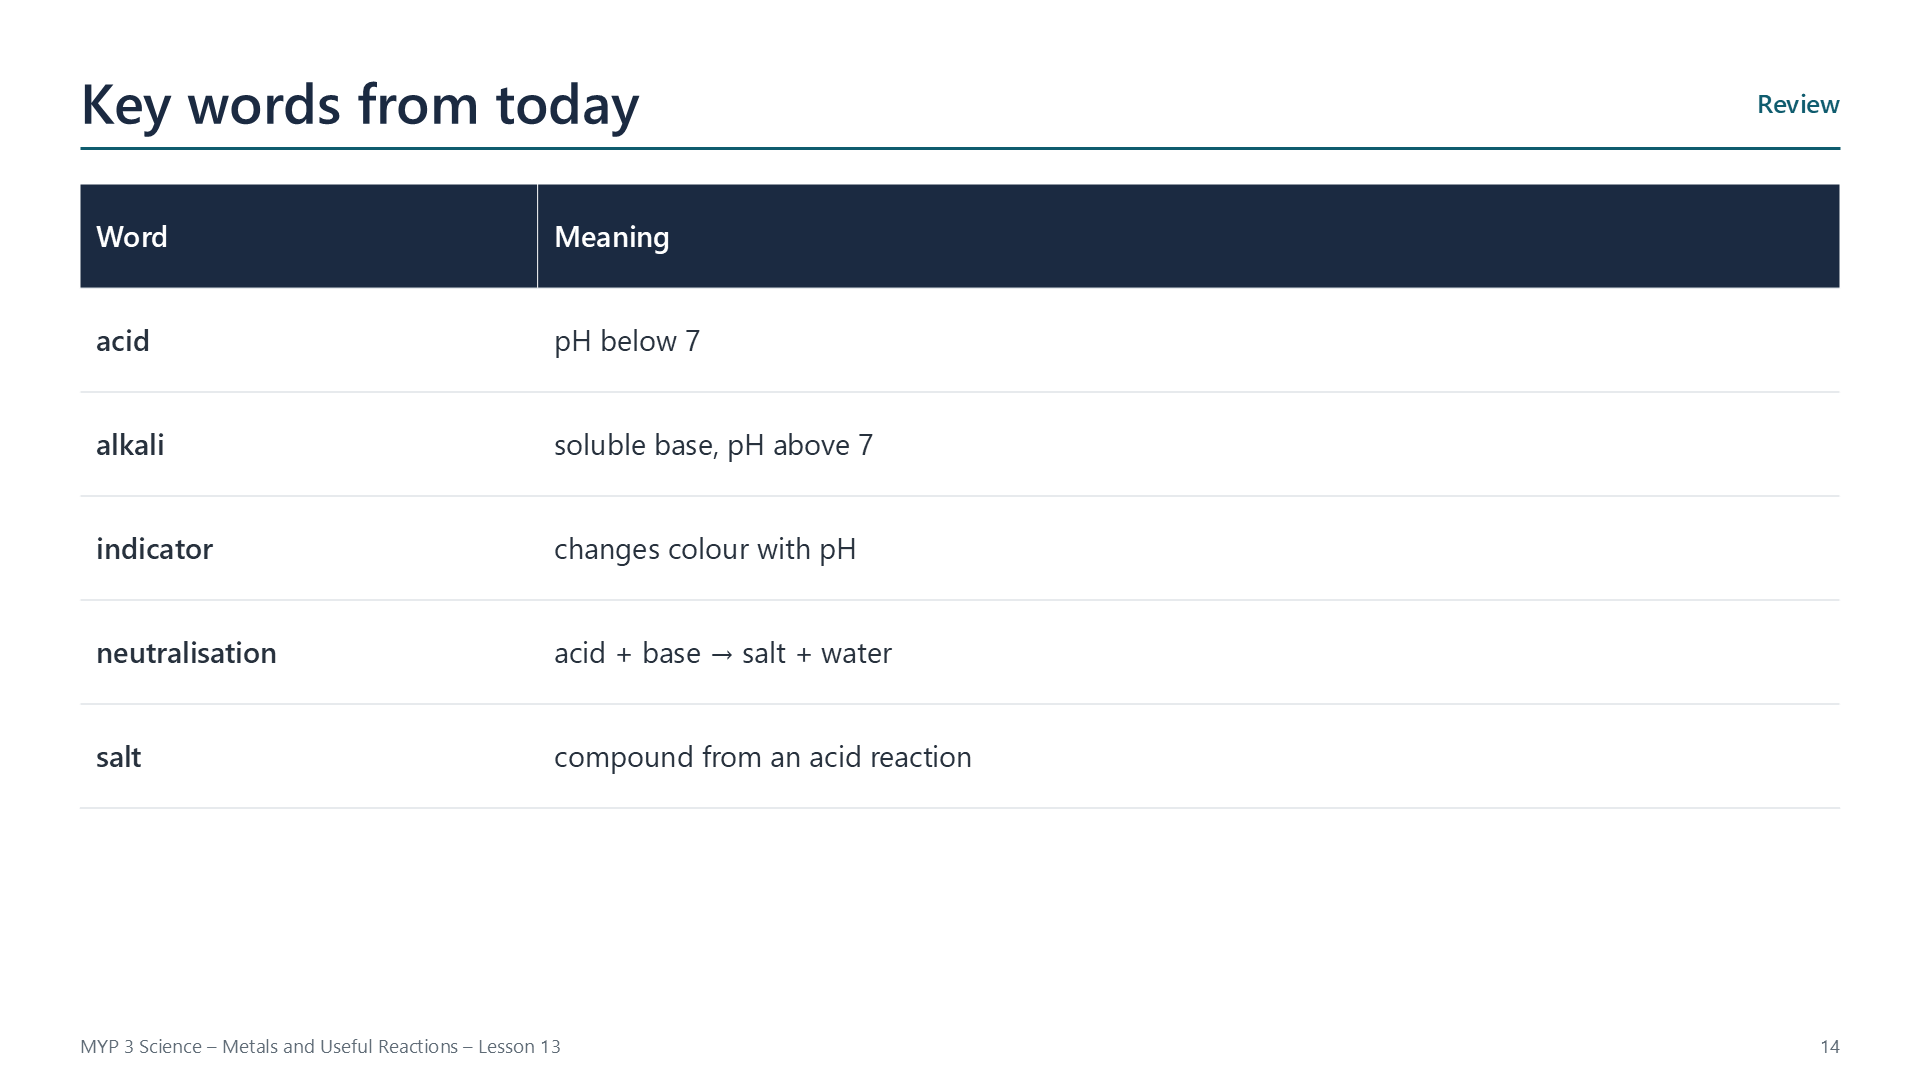 Key words from today
Review
Word Meaning
acid pH below 7
alkali soluble base, pH above 7
indicator changes colour with pH
neutralisation acid + base → salt + water
salt compound from an acid reaction
MYP 3 Science – Metals and Useful Reactions – Lesson 13
14